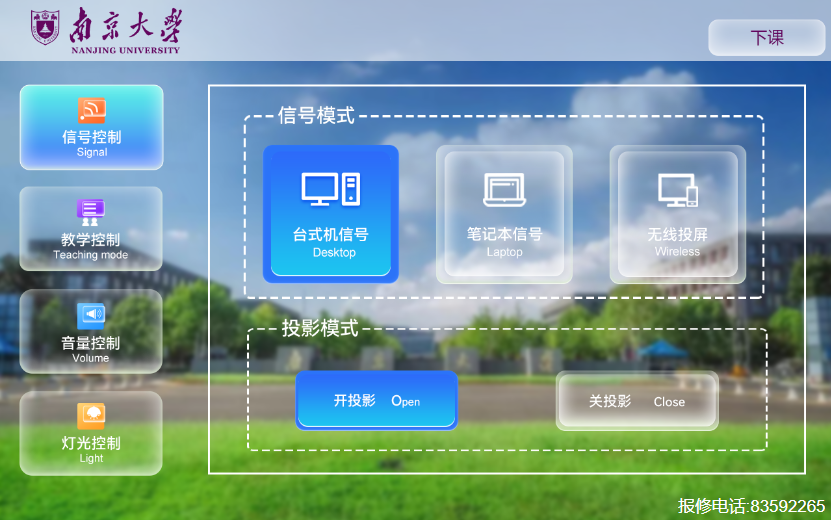 南京大学
NANJING UNIVERSITY
下课
信号控制
Signal
教学控制
Teaching mode
音量控制
Volume
灯光控制
Light
信号模式
台式机信号
Desktop
笔记本信号
Laptop
无线投屏
Wireless
投影模式
开投影 Open
关投影 Close
报修电话:83592265